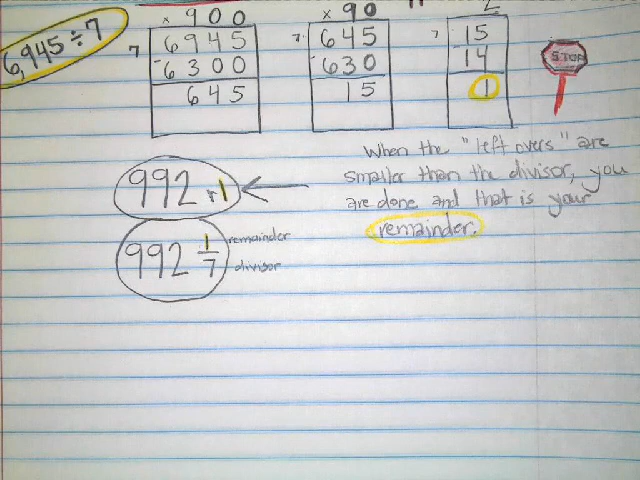 6,945 ÷ 7
x 900
7 6945
-6300
645
x 90
7 645
-630
15
2
7 15
14
1
STOP
When the "left overs" are
smaller than the divisor, you
are done and that is your
remainder.
992 r 1
992 1/7
remainder
divisor